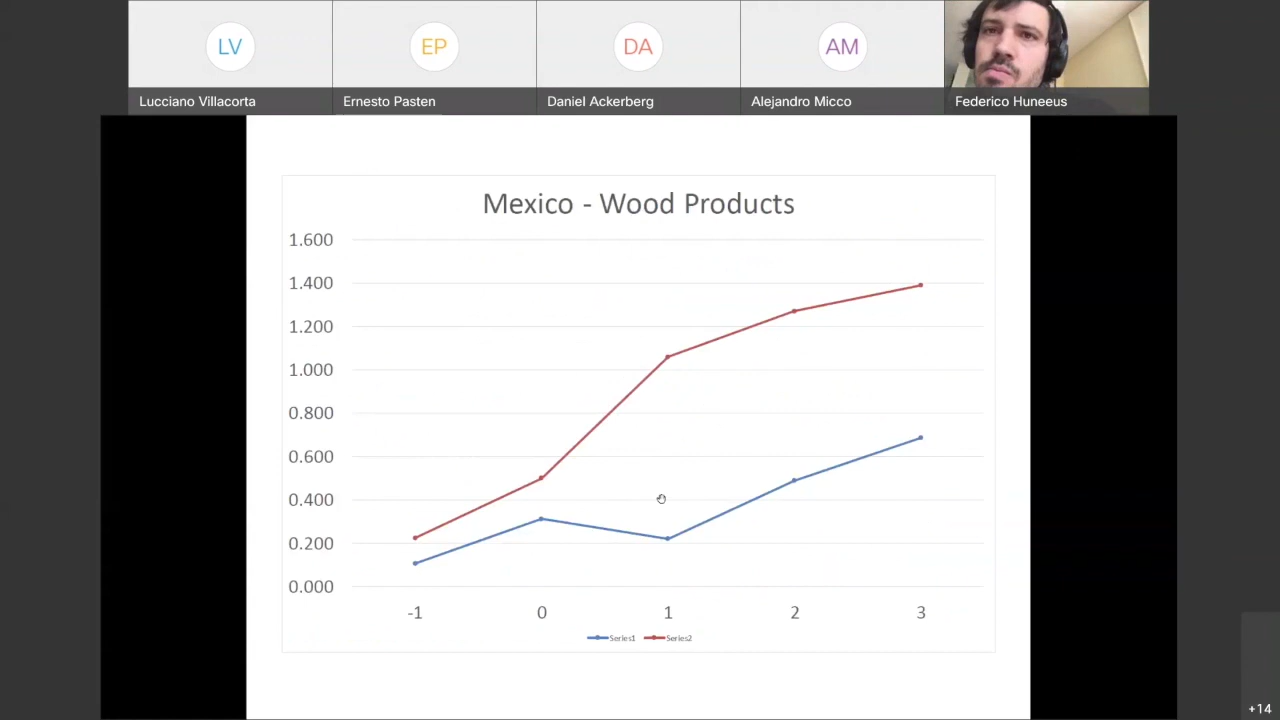 LV
EP
DA
AM
Lucciano Villacorta
Ernesto Pasten
Daniel Ackerberg
Alejandro Micco
Federico Huneeus
Mexico - Wood Products
1.600
1.400
1.200
1.000
0.800
0.600
0.400
0.200
0.000
-1 0 1 2 3
Series1 Series2
+14